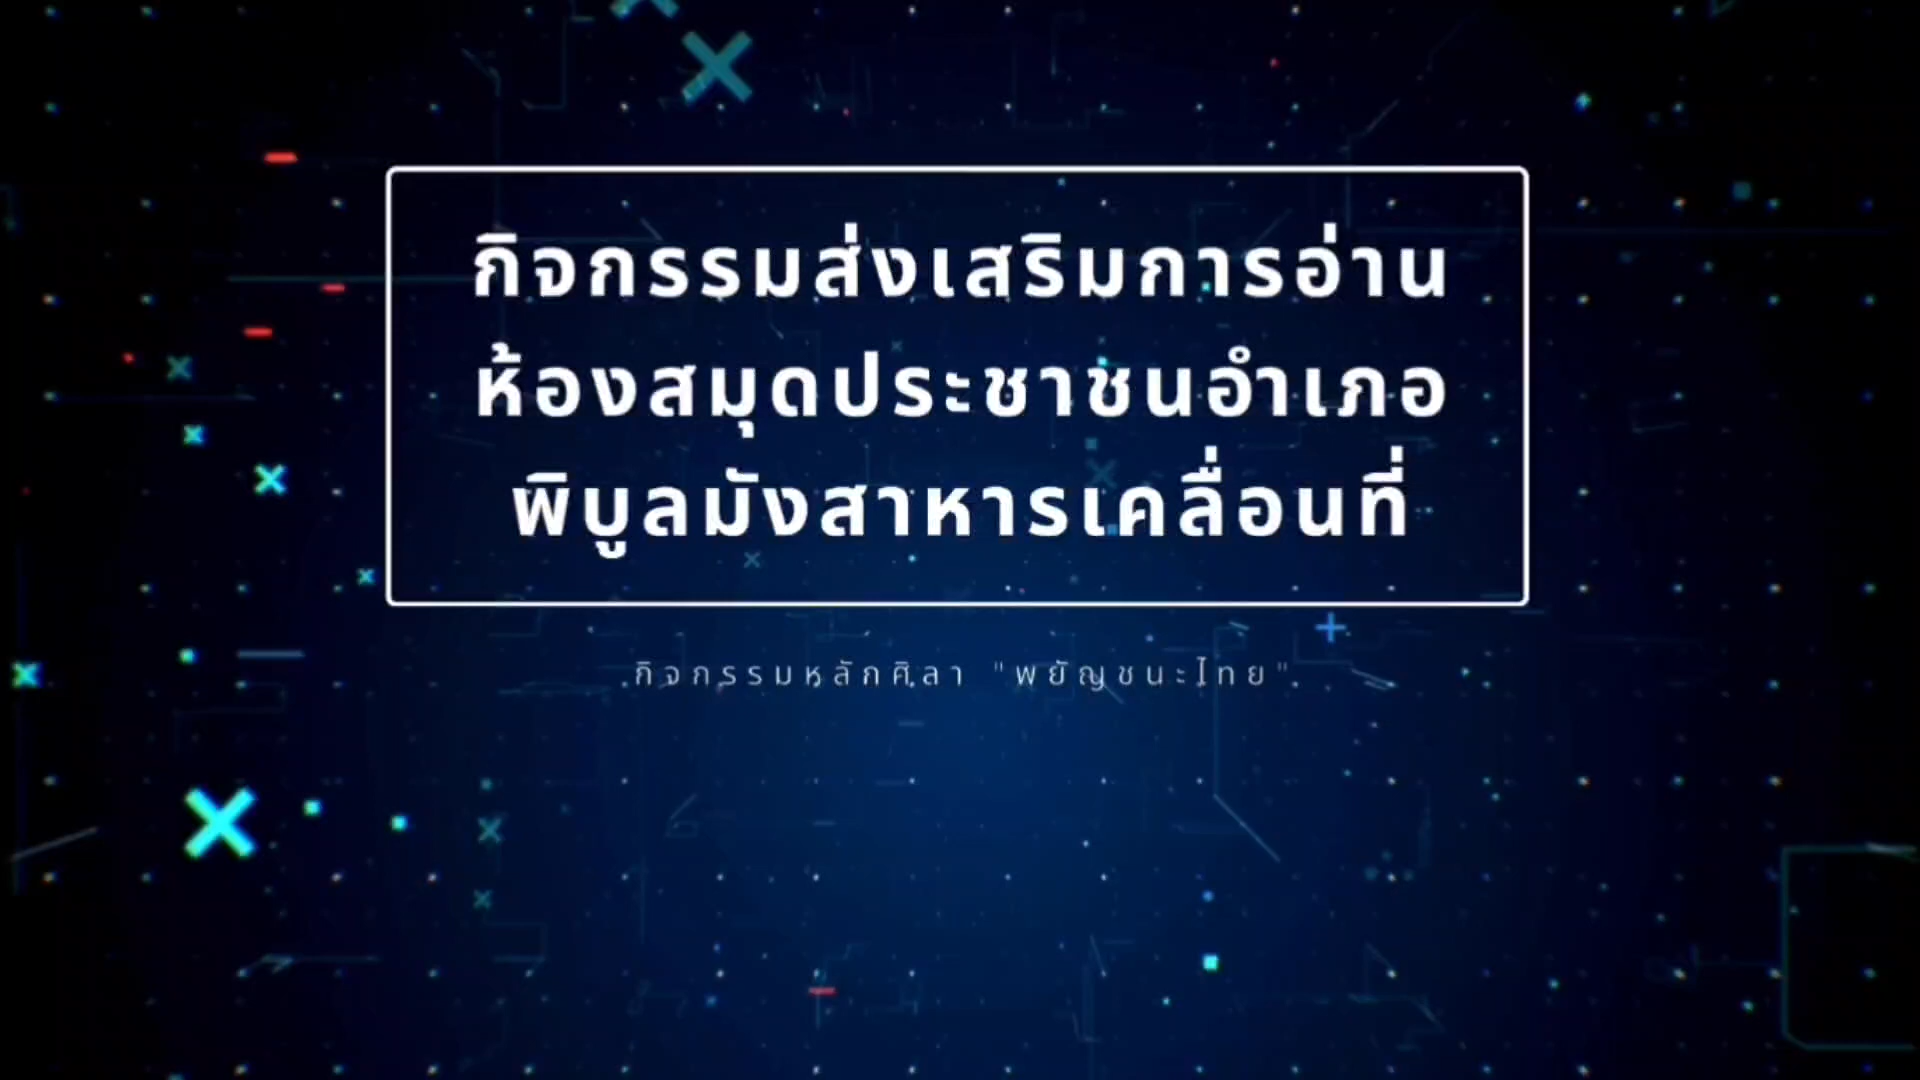 กิจกรรมส่งเสริมการอ่าน
ห้องสมุดประชาชนอำเภอ
พิบูลมังสาหารเคลื่อนที่
กิจกรรมหลักศิลา "พยัญชนะไทย"